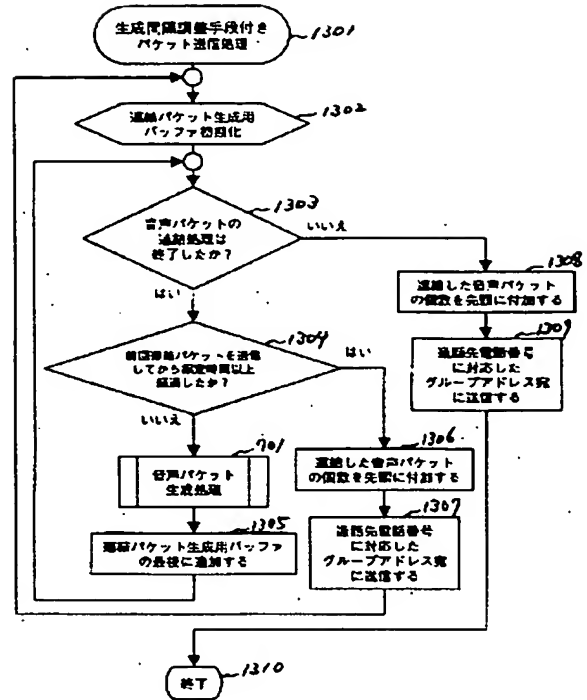 生成間隔調整手段付き
パケット送信処理
1301
連結パケット生成用
バッファ初期化
1302
音声パケットの
連結処理は
終了したか?
1303
いいえ
はい
前回連結パケットを送信
してから設定時間以上
経過したか?
1304
はい
いいえ
音声パケット
生成処理
701
連結パケット生成用バッファ
の最後に追加する
1305
連結した音声パケット
の個数を先頭に付加する
1306
通話先電話番号
に対応した
グループアドレス宛
に送信する
1307
連結した音声パケット
の個数を先頭に付加する
1308
通話先電話番号
に対応した
グループアドレス宛
に送信する
1309
終了
1310